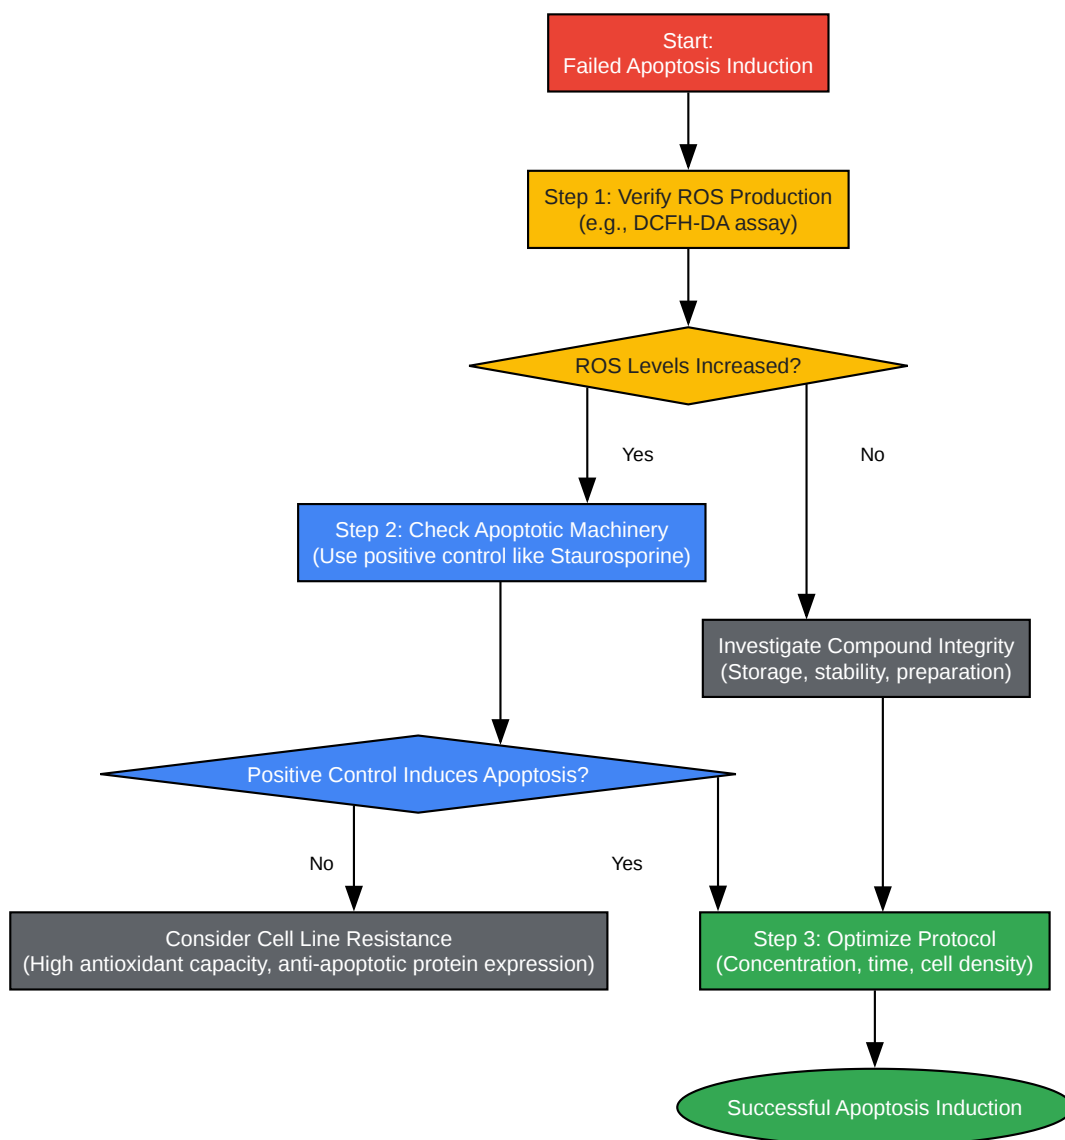 Start:
Failed Apoptosis Induction
Step 1: Verify ROS Production
(e.g., DCFH-DA assay)
ROS Levels Increased?
Yes
No
Step 2: Check Apoptotic Machinery
(Use positive control like Staurosporine)
Investigate Compound Integrity
(Storage, stability, preparation)
Positive Control Induces Apoptosis?
No
Yes
Consider Cell Line Resistance
(High antioxidant capacity, anti-apoptotic protein expression)
Step 3: Optimize Protocol
(Concentration, time, cell density)
Successful Apoptosis Induction